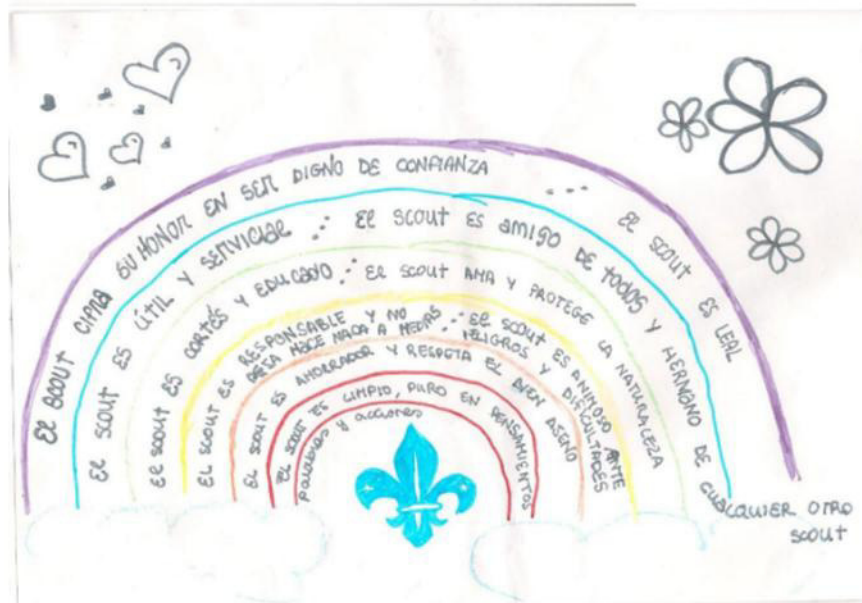 El SCOUT CIFRA SU HONOR EN SER DIGNO DE CONFIANZA ... El SCOUT ES LEAL
El SCOUT ES ÚTIL Y SERVICIAL ... El SCOUT ES AMIGO DE TODOS Y HERMANO DE CUALQUIER OTRO
SCOUT
El scout ES CORTÉS Y EDUCADO ... El SCOUT AMA Y PROTEGE LA NATURALEZA
EL SCOUT ES RESPONSABLE Y NO
DEJA NADA A MEDIAS ... El SCOUT ES ANIMOSO ANTE
PELIGROS Y DIFICULTADES
El SCOUT ES AHORRADOR Y RESPETA EL BIEN AGENO
El SCOUT ES LIMPIO, PURO EN PENSAMIENTOS
palabras y acciones